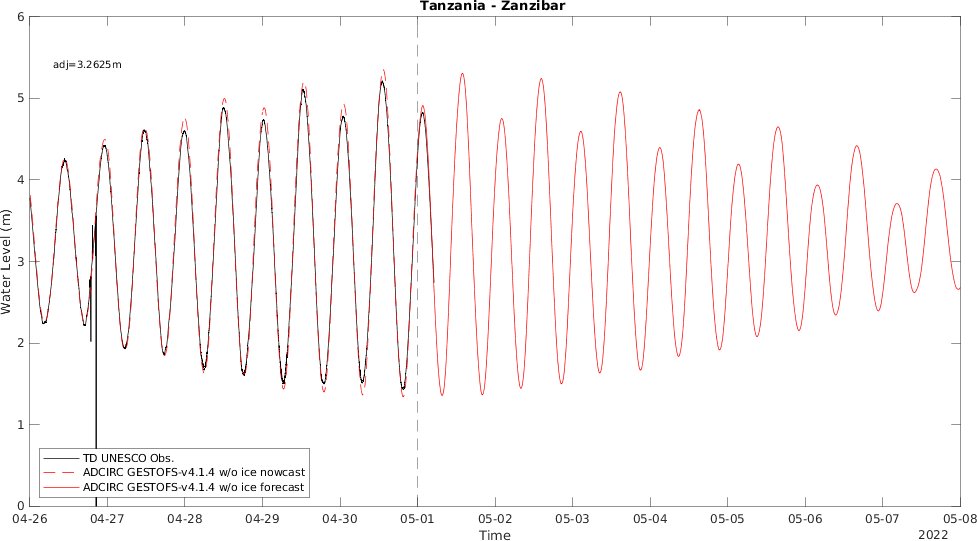 Tanzania - Zanzibar
6
adj=3.2625m
5
4
3
2
1
0
Water Level (m)
TD UNESCO Obs.
ADCIRC GESTOFS-v4.1.4 w/o ice nowcast
ADCIRC GESTOFS-v4.1.4 w/o ice forecast
04-26 04-27 04-28 04-29 04-30 05-01 05-02 05-03 05-04 05-05 05-06 05-07 05-08
Time
2022